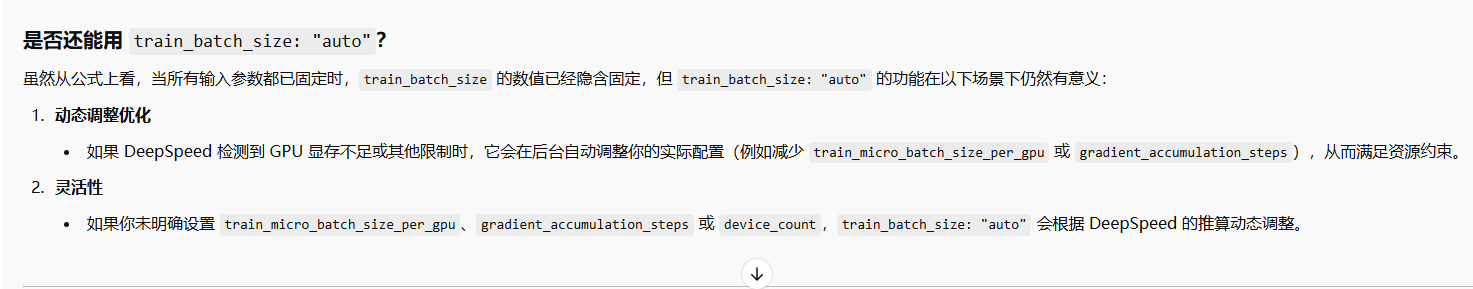 是否还能用 train_batch_size: "auto"？
虽然从公式上看，当所有输入参数都已固定时，train_batch_size 的数值已经隐含固定，但 train_batch_size: "auto" 的功能在以下场景下仍然有意义：
1. 动态调整优化
• 如果 DeepSpeed 检测到 GPU 显存不足或其他限制时，它会在后台自动调整你的实际配置（例如减少 train_micro_batch_size_per_gpu 或 gradient_accumulation_steps），从而满足资源约束。
2. 灵活性
• 如果你未明确设置 train_micro_batch_size_per_gpu、gradient_accumulation_steps 或 device_count，train_batch_size: "auto" 会根据 DeepSpeed 的推算动态调整。